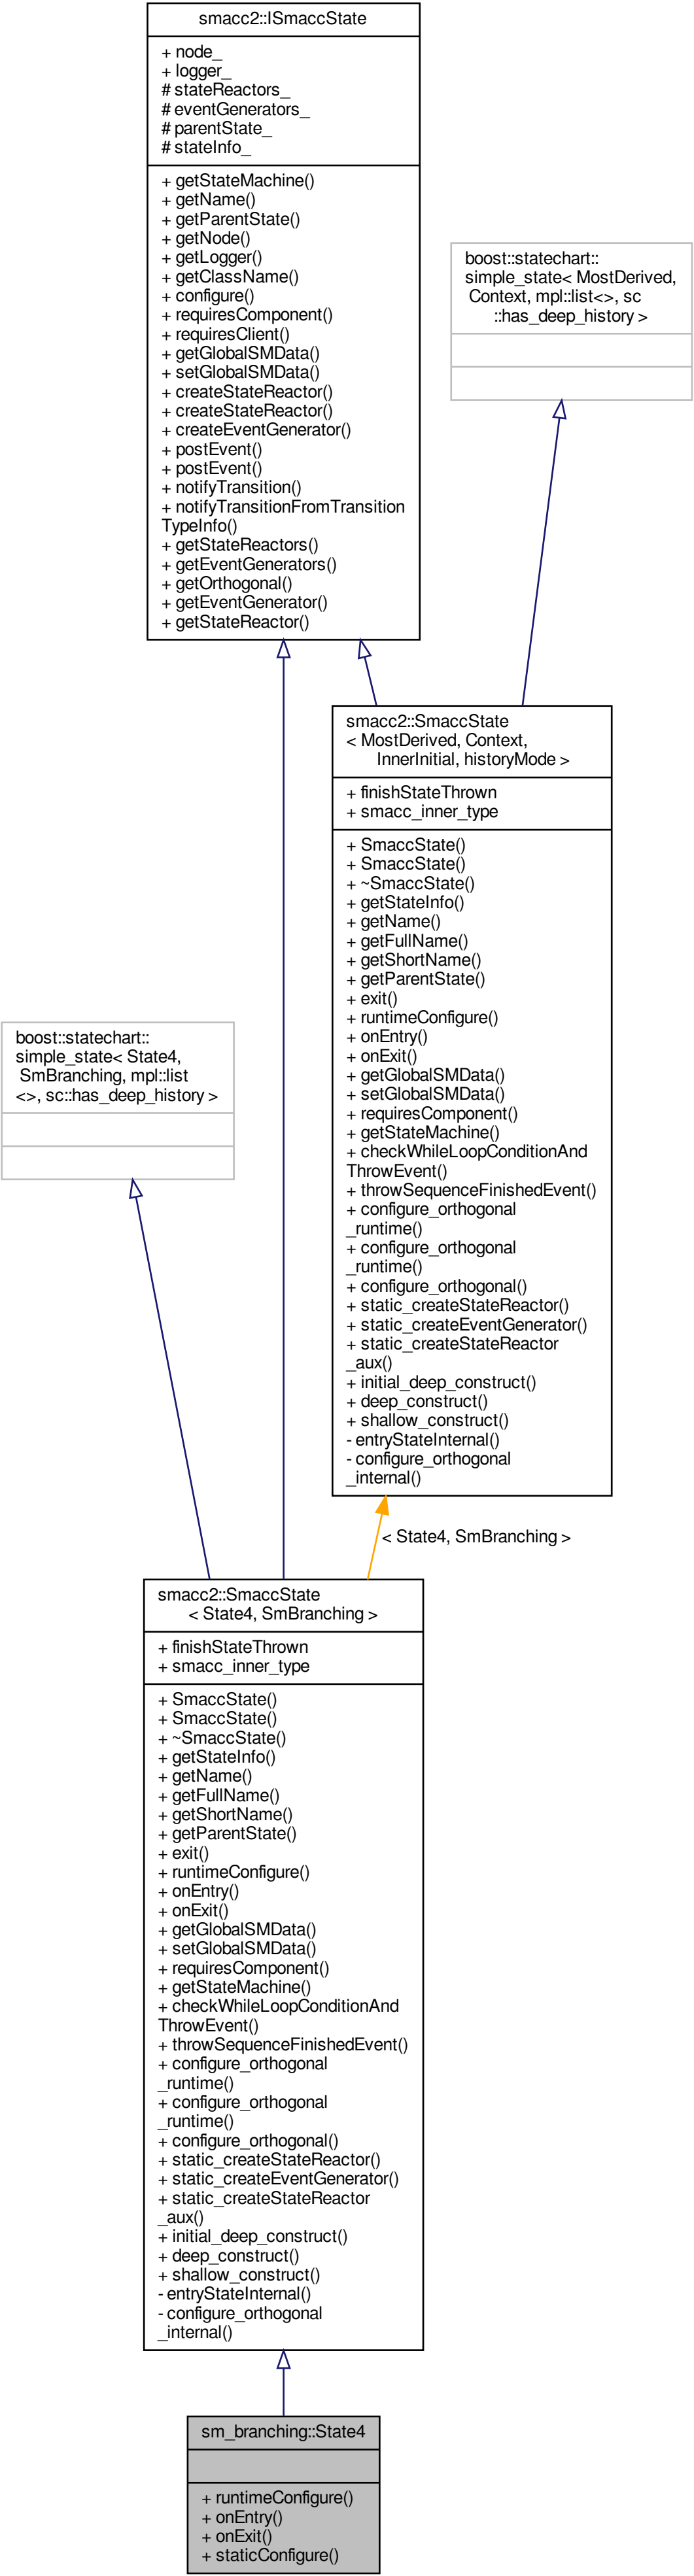 smacc2::ISmaccState
+ node_
+ logger_
# stateReactors_
# eventGenerators_
# parentState_
# stateInfo_
+ getStateMachine()
+ getName()
+ getParentState()
+ getNode()
+ getLogger()
+ getClassName()
+ configure()
+ requiresComponent()
+ requiresClient()
+ getGlobalSMData()
+ setGlobalSMData()
+ createStateReactor()
+ createStateReactor()
+ createEventGenerator()
+ postEvent()
+ postEvent()
+ notifyTransition()
+ notifyTransitionFromTransition
TypeInfo()
+ getStateReactors()
+ getEventGenerators()
+ getOrthogonal()
+ getEventGenerator()
+ getStateReactor()
boost::statechart::
simple_state< MostDerived,
Context, mpl::list<>, sc
::has_deep_history >
smacc2::SmaccState
< MostDerived, Context,
InnerInitial, historyMode >
+ finishStateThrown
+ smacc_inner_type
+ SmaccState()
+ SmaccState()
+ ~SmaccState()
+ getStateInfo()
+ getName()
+ getFullName()
+ getShortName()
+ getParentState()
+ exit()
+ runtimeConfigure()
+ onEntry()
+ onExit()
+ getGlobalSMData()
+ setGlobalSMData()
+ requiresComponent()
+ getStateMachine()
+ checkWhileLoopConditionAnd
ThrowEvent()
+ throwSequenceFinishedEvent()
+ configure_orthogonal
_runtime()
+ configure_orthogonal
_runtime()
+ configure_orthogonal()
+ static_createStateReactor()
+ static_createEventGenerator()
+ static_createStateReactor
_aux()
+ initial_deep_construct()
+ deep_construct()
+ shallow_construct()
- entryStateInternal()
- configure_orthogonal
_internal()
boost::statechart::
simple_state< State4,
SmBranching, mpl::list
<>, sc::has_deep_history >
< State4, SmBranching >
smacc2::SmaccState
< State4, SmBranching >
+ finishStateThrown
+ smacc_inner_type
+ SmaccState()
+ SmaccState()
+ ~SmaccState()
+ getStateInfo()
+ getName()
+ getFullName()
+ getShortName()
+ getParentState()
+ exit()
+ runtimeConfigure()
+ onEntry()
+ onExit()
+ getGlobalSMData()
+ setGlobalSMData()
+ requiresComponent()
+ getStateMachine()
+ checkWhileLoopConditionAnd
ThrowEvent()
+ throwSequenceFinishedEvent()
+ configure_orthogonal
_runtime()
+ configure_orthogonal
_runtime()
+ configure_orthogonal()
+ static_createStateReactor()
+ static_createEventGenerator()
+ static_createStateReactor
_aux()
+ initial_deep_construct()
+ deep_construct()
+ shallow_construct()
- entryStateInternal()
- configure_orthogonal
_internal()
sm_branching::State4
+ runtimeConfigure()
+ onEntry()
+ onExit()
+ staticConfigure()